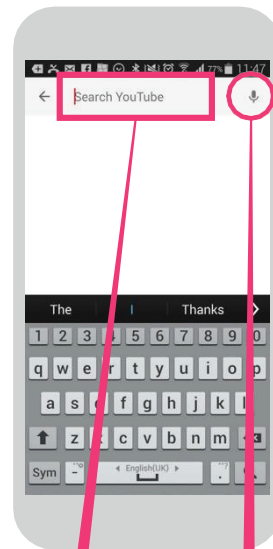 77% 11:47
Search YouTube
The I Thanks
1 2 3 4 5 6 7 8 9 0
q w e r t y u i o p
a s d f g h j k l
z x c v b n m
Sym English(UK) .